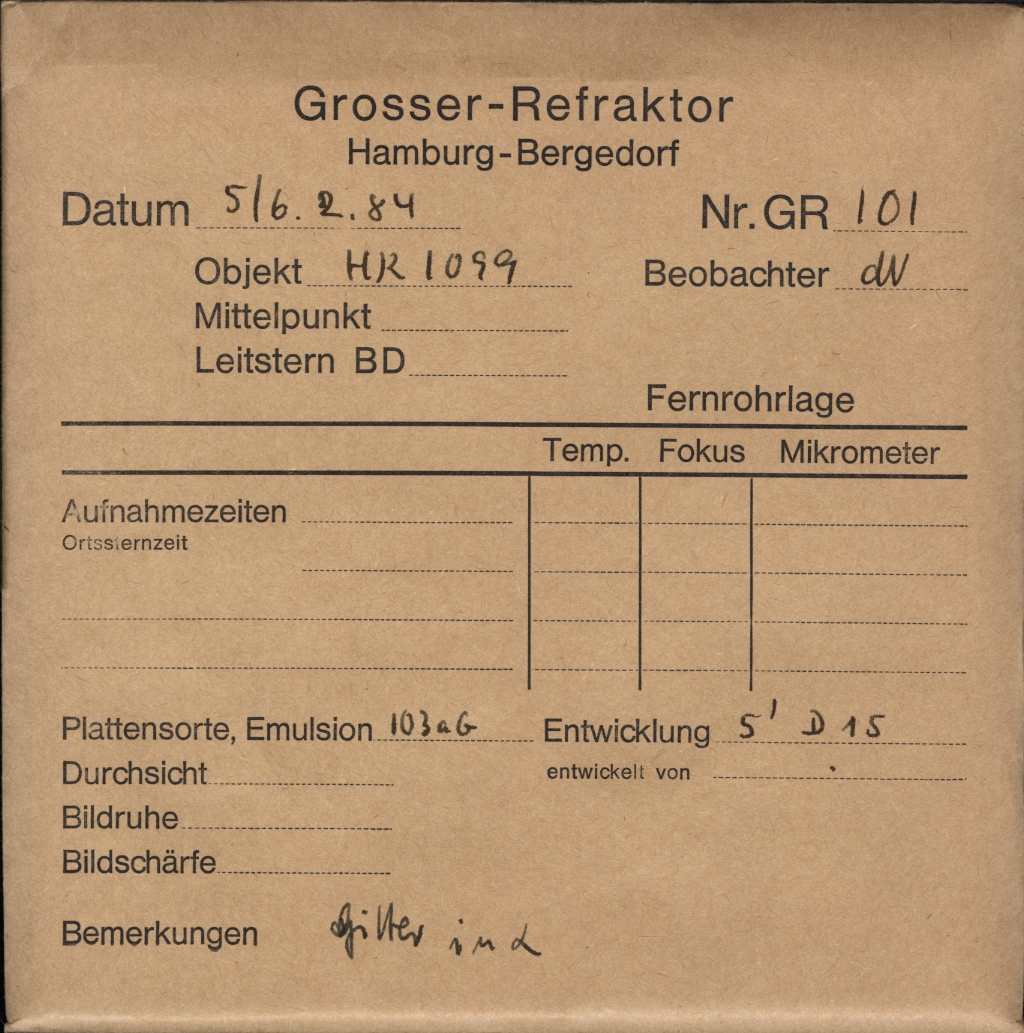 Grosser-Refraktor
Hamburg-Bergedorf
Datum 5/6. 2. 84 Nr. GR 101
Objekt HR 1099 Beobachter dV
Mittelpunkt
Leitstern BD
Fernrohrlage
Temp. Fokus Mikrometer
Aufnahmezeiten
Ortssternzeit
Plattensorte, Emulsion 103aG Entwicklung 5' D 15
Durchsicht entwickelt von
Bildruhe
Bildschärfe
Bemerkungen Gitter in α